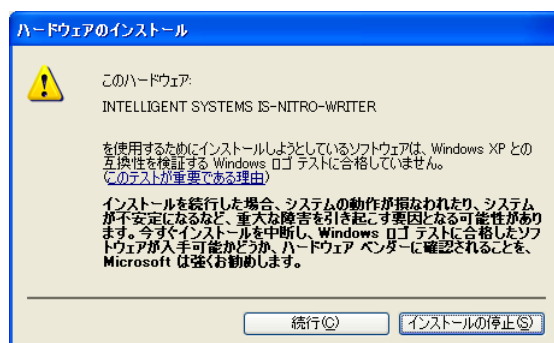 ハードウェアのインストール
このハードウェア:
INTELLIGENT SYSTEMS IS-NITRO-WRITER
を使用するためにインストールしようとしているソフトウェアは、Windows XP との
互換性を検証する Windows ロゴ テストに合格していません。
(このテストが重要である理由)
インストールを続行した場合、システムの動作が損なわれたり、システム
が不安定になるなど、重大な障害を引き起こす要因となる可能性があり
ます。今すぐインストールを中断し、Windows ロゴ テストに合格したソフ
トウェアが入手可能かどうか、ハードウェア ベンダーに確認されることを、
Microsoft は強くお勧めします。
続行(C)
インストールの停止(S)